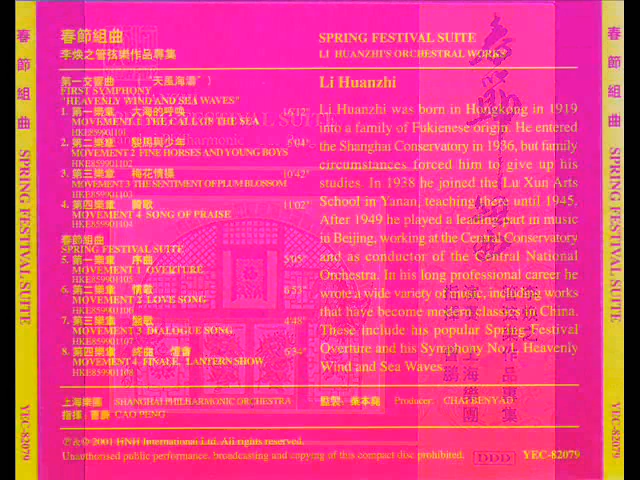 春節組曲
李煥之管弦樂作品專集
SPRING FESTIVAL SUITE
LI HUANZHI'S ORCHESTRAL WORKS
第一交響曲 "天風海濤"
FIRST SYMPHONY
"HEAVENLY WIND AND SEA WAVES"
1. 第一樂章 大海的呼喚 16'12"
MOVEMENT 1 THE CALL OF THE SEA
HKE859901101
2. 第二樂章 駿馬與少年
MOVEMENT 2 FINE HORSES AND YOUNG BOYS
HKE859901102
3. 第三樂章 梅花情操 10'42"
MOVEMENT 3 THE SENTIMENT OF PLUM BLOSSOM
HKE859901103
4. 第四樂章 贊歌 11'02"
MOVEMENT 4 SONG OF PRAISE
HKE859901104
春節組曲
SPRING FESTIVAL SUITE
5. 第一樂章 序曲 5'05"
MOVEMENT 1 OVERTURE
HKE859901105
6. 第二樂章 情歌 6'53"
MOVEMENT 2 LOVE SONG
HKE859901106
7. 第三樂章 盤歌 4'48"
MOVEMENT 3 DIALOGUE SONG
HKE859901107
8. 第四樂章 終曲
MOVEMENT 4 FINALE, LANTERN SHOW
HKE859901108
Li Huanzhi
Li Huanzhi was born in Hongkong in 1919
into a family of Fukienese origin. He entered
the Shanghai Conservatory in 1936, but family
circumstances forced him to give up his
studies. In 1938 he joined the Lu Xun Arts
School in Yanan, teaching there until 1945.
After 1949 he played a leading part in music
in Beijing, working at the Central Conservatory
and as conductor of the Central National
Orchestra. In his long professional career he
wrote a wide variety of music, including works
that have become modern classics in China.
These include his popular Spring Festival
Overture and his Symphony No.1, Heavenly
Wind and Sea Waves.
上海樂團 SHANGHAI PHILHARMONIC ORCHESTRA
指揮 曹鵬 CAO PENG
監製: 蔡本堯 Producer: CHAI BENYAO
℗ & © 2001 HNH International Ltd. All rights reserved.
Unauthorised public performance, broadcasting and copying of this compact disc prohibited.
DDD
YEC-82079
春節組曲 SPRING FESTIVAL SUITE YEC-82079
春節組曲 SPRING FESTIVAL SUITE YEC-82079